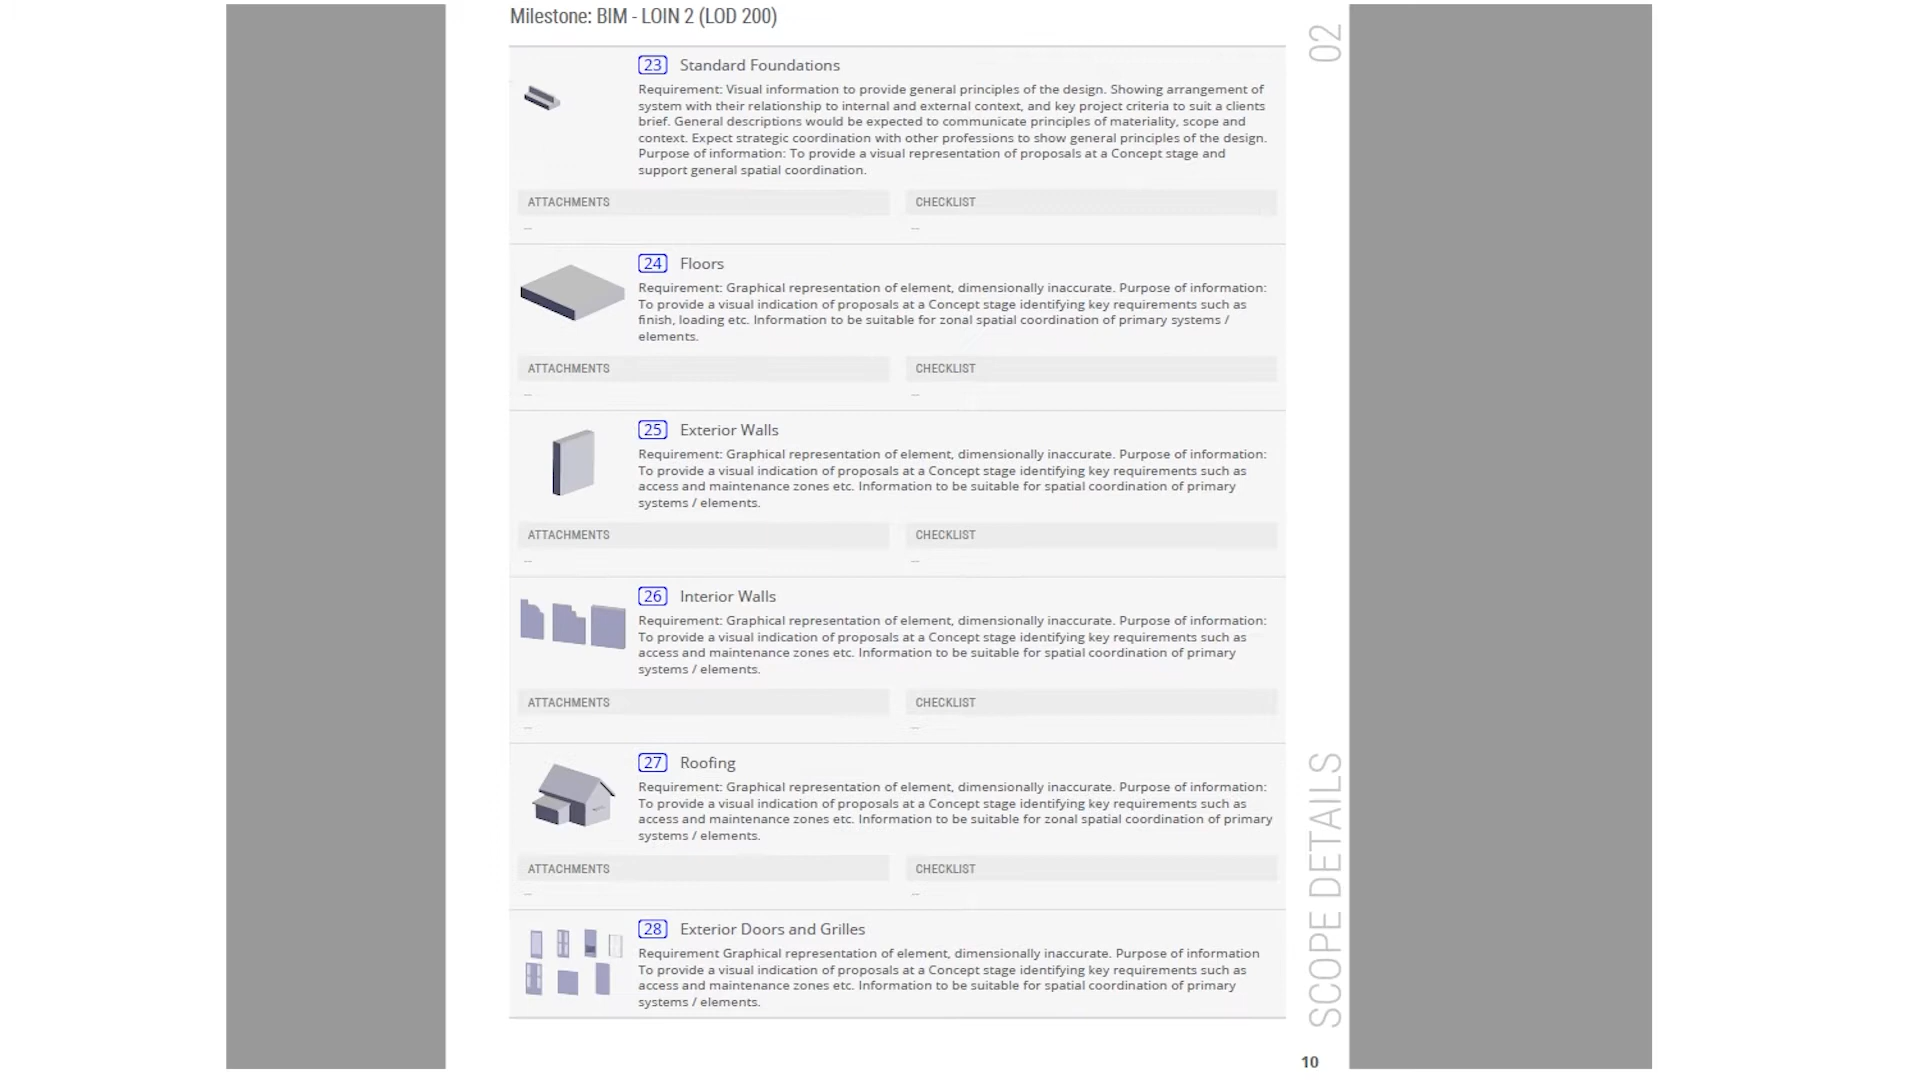 Milestone: BIM - LOIN 2 (LOD 200)
02
23 Standard Foundations
Requirement: Visual information to provide general principles of the design. Showing arrangement of
system with their relationship to internal and external context, and key project criteria to suit a clients
brief. General descriptions would be expected to communicate principles of materiality, scope and
context. Expect strategic coordination with other professions to show general principles of the design.
Purpose of information: To provide a visual representation of proposals at a Concept stage and
support general spatial coordination.
ATTACHMENTS CHECKLIST
-- --
24 Floors
Requirement: Graphical representation of element, dimensionally inaccurate. Purpose of information:
To provide a visual indication of proposals at a Concept stage identifying key requirements such as
finish, loading etc. Information to be suitable for zonal spatial coordination of primary systems /
elements.
ATTACHMENTS CHECKLIST
-- --
25 Exterior Walls
Requirement: Graphical representation of element, dimensionally inaccurate. Purpose of information:
To provide a visual indication of proposals at a Concept stage identifying key requirements such as
access and maintenance zones etc. Information to be suitable for spatial coordination of primary
systems / elements.
ATTACHMENTS CHECKLIST
-- --
26 Interior Walls
Requirement: Graphical representation of element, dimensionally inaccurate. Purpose of information:
To provide a visual indication of proposals at a Concept stage identifying key requirements such as
access and maintenance zones etc. Information to be suitable for spatial coordination of primary
systems / elements.
ATTACHMENTS CHECKLIST
-- --
27 Roofing
Requirement: Graphical representation of element, dimensionally inaccurate. Purpose of information:
To provide a visual indication of proposals at a Concept stage identifying key requirements such as
access and maintenance zones etc. Information to be suitable for zonal spatial coordination of primary
systems / elements.
ATTACHMENTS CHECKLIST
-- --
28 Exterior Doors and Grilles
Requirement Graphical representation of element, dimensionally inaccurate. Purpose of information
To provide a visual indication of proposals at a Concept stage identifying key requirements such as
access and maintenance zones etc. Information to be suitable for spatial coordination of primary
systems / elements.
SCOPE DETAILS
10